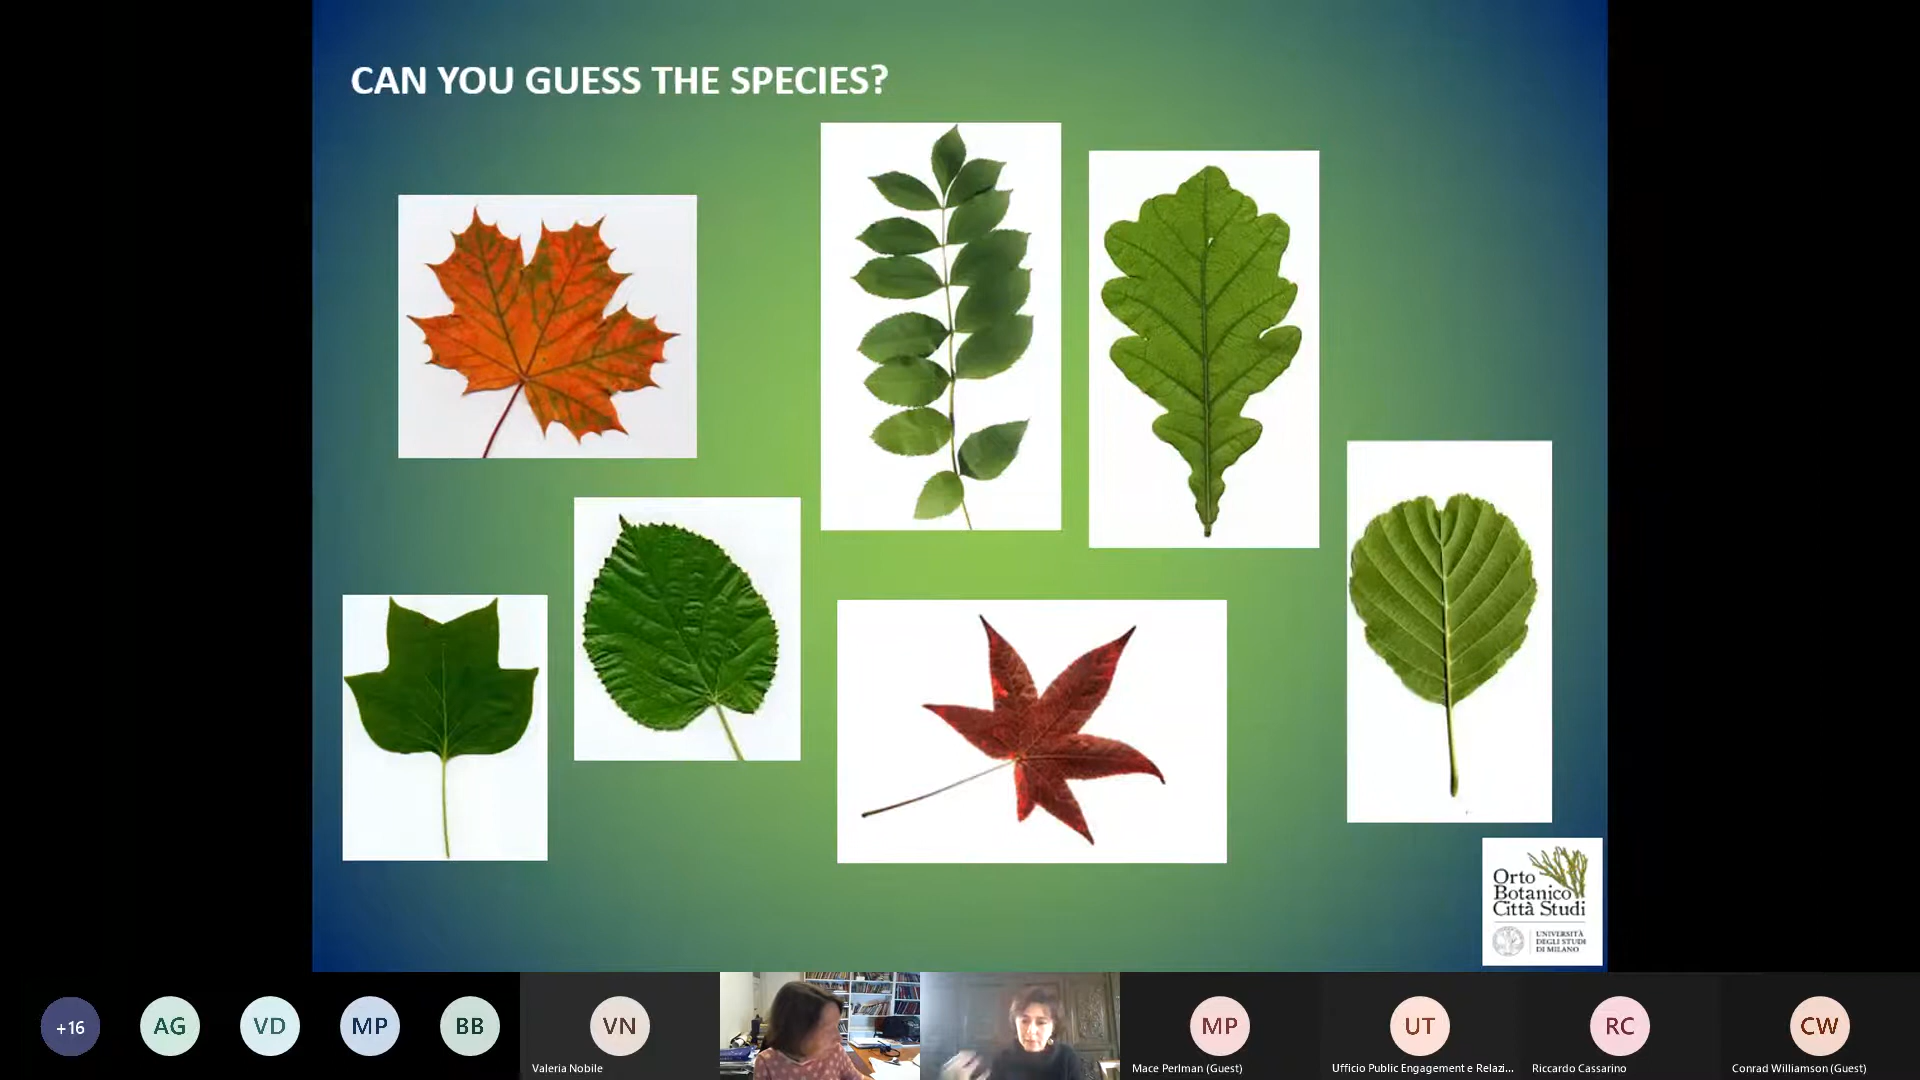 CAN YOU GUESS THE SPECIES?
Orto
Botanico
Città Studi
UNIVERSITÀ
DEGLI STUDI
DI MILANO
+16
AG
VD
MP
BB
VN
Valeria Nobile
MP
Mace Perlman (Guest)
UT
Ufficio Public Engagement e Relazi...
RC
Riccardo Cassarino
CW
Conrad Williamson (Guest)